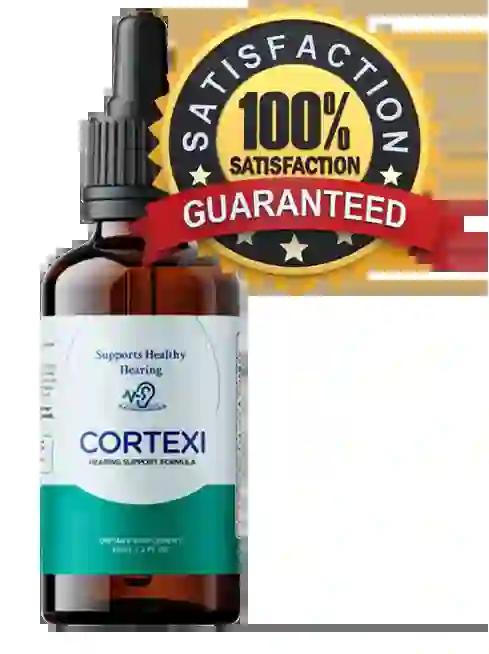 SATISFACTION
100%
SATISFACTION
GUARANTEED
Supports Healthy
Hearing
CORTEXI
HEARING SUPPORT FORMULA
DIETARY SUPPLEMENT